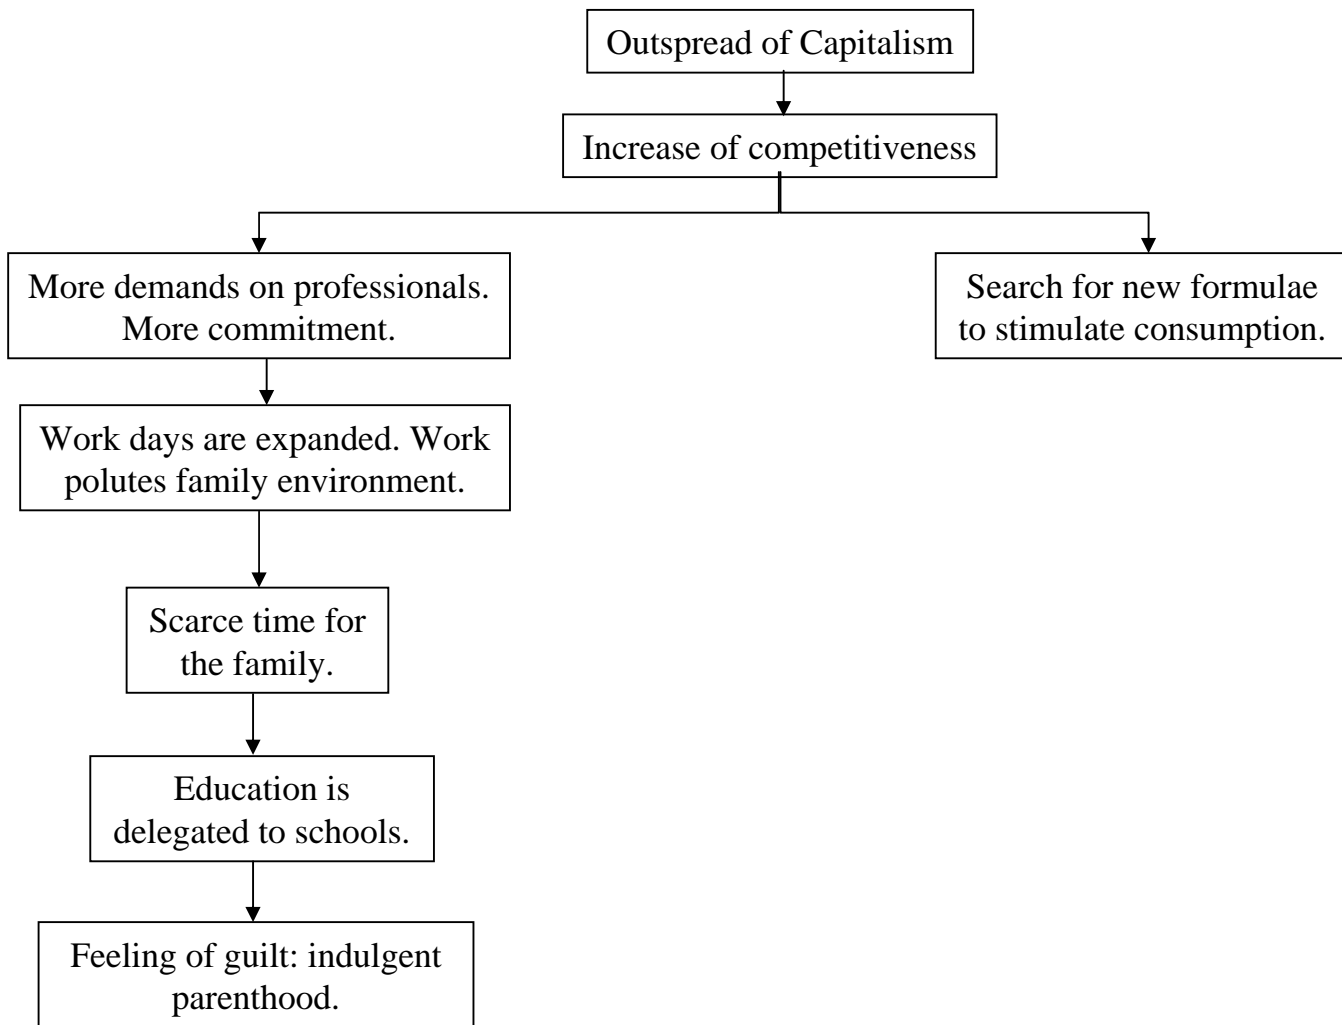 Outspread of Capitalism
Increase of competitiveness
More demands on professionals.
More commitment.
Search for new formulae
to stimulate consumption.
Work days are expanded. Work
polutes family environment.
Scarce time for
the family.
Education is
delegated to schools.
Feeling of guilt: indulgent
parenthood.